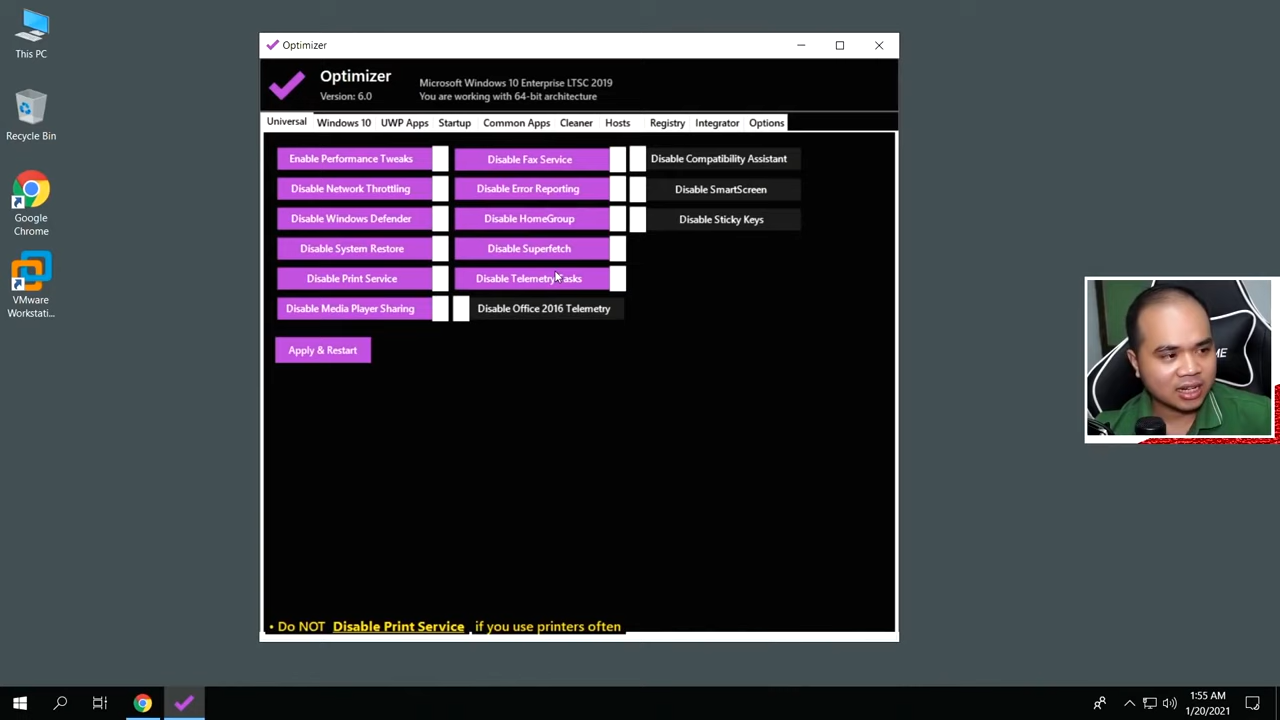 This PC
Recycle Bin
Google
Chrome
VMware
Workstati...
Optimizer
Optimizer
Version: 6.0
Microsoft Windows 10 Enterprise LTSC 2019
You are working with 64-bit architecture
Universal Windows 10 UWP Apps Startup Common Apps Cleaner Hosts Registry Integrator Options
Enable Performance Tweaks
Disable Network Throttling
Disable Windows Defender
Disable System Restore
Disable Print Service
Disable Media Player Sharing
Disable Fax Service
Disable Error Reporting
Disable HomeGroup
Disable Superfetch
Disable Telemetry Tasks
Disable Office 2016 Telemetry
Disable Compatibility Assistant
Disable SmartScreen
Disable Sticky Keys
Apply & Restart
• Do NOT Disable Print Service if you use printers often
1:55 AM
1/20/2021